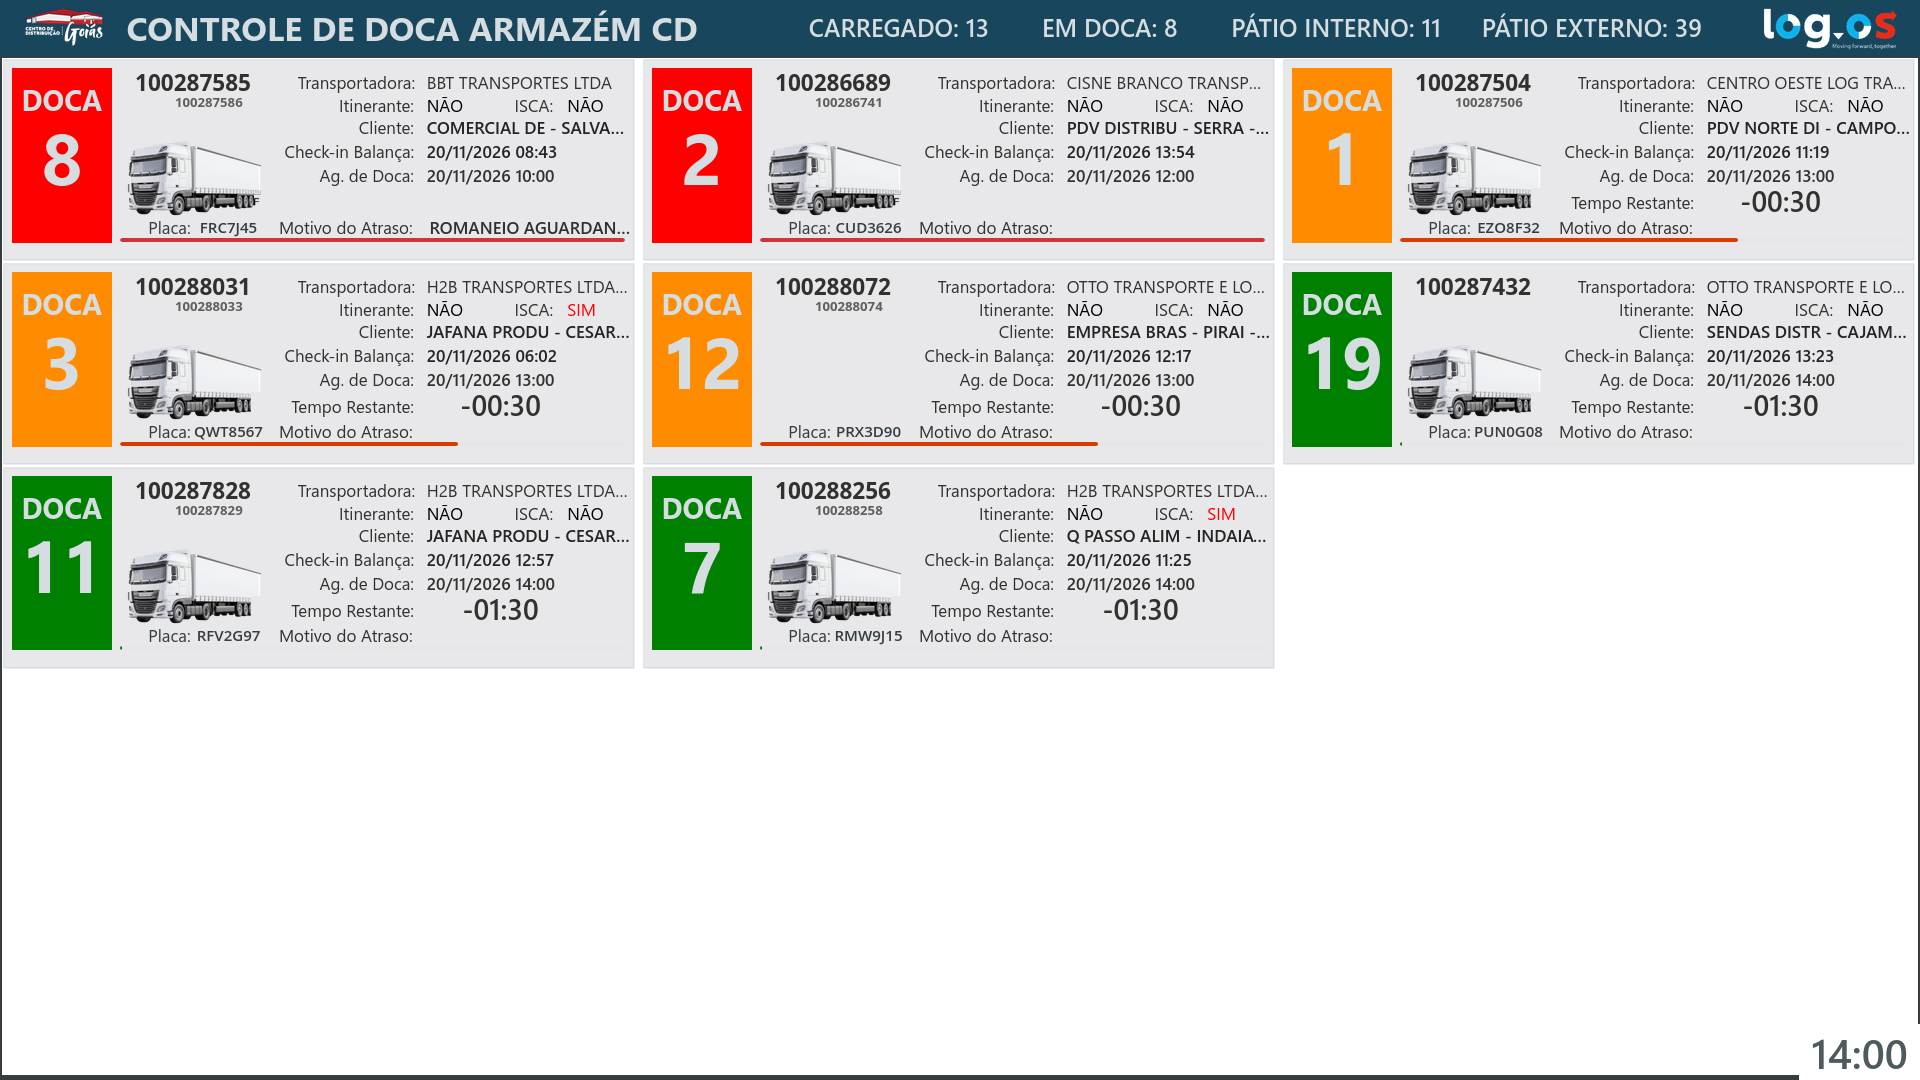 CENTRO DE
DISTRIBUIÇÃO
Goiás
CONTROLE DE DOCA ARMAZÉM CD
CARREGADO: 13
EM DOCA: 8
PÁTIO INTERNO: 11
PÁTIO EXTERNO: 39
log.os
Moving forward, together
DOCA
8
100287585
100287586
Transportadora: BBT TRANSPORTES LTDA
Itinerante: NÃO ISCA: NÃO
Cliente: COMERCIAL DE - SALVA...
Check-in Balança: 20/11/2026 08:43
Ag. de Doca: 20/11/2026 10:00
Placa: FRC7J45 Motivo do Atraso: ROMANEIO AGUARDAN...
DOCA
2
100286689
100286741
Transportadora: CISNE BRANCO TRANSP...
Itinerante: NÃO ISCA: NÃO
Cliente: PDV DISTRIBU - SERRA -...
Check-in Balança: 20/11/2026 13:54
Ag. de Doca: 20/11/2026 12:00
Placa: CUD3626 Motivo do Atraso:
DOCA
1
100287504
100287506
Transportadora: CENTRO OESTE LOG TRA...
Itinerante: NÃO ISCA: NÃO
Cliente: PDV NORTE DI - CAMPO...
Check-in Balança: 20/11/2026 11:19
Ag. de Doca: 20/11/2026 13:00
Tempo Restante: -00:30
Placa: EZO8F32 Motivo do Atraso:
DOCA
3
100288031
100288033
Transportadora: H2B TRANSPORTES LTDA...
Itinerante: NÃO ISCA: SIM
Cliente: JAFANA PRODU - CESAR...
Check-in Balança: 20/11/2026 06:02
Ag. de Doca: 20/11/2026 13:00
Tempo Restante: -00:30
Placa: QWT8567 Motivo do Atraso:
DOCA
12
100288072
100288074
Transportadora: OTTO TRANSPORTE E LO...
Itinerante: NÃO ISCA: NÃO
Cliente: EMPRESA BRAS - PIRAI -...
Check-in Balança: 20/11/2026 12:17
Ag. de Doca: 20/11/2026 13:00
Tempo Restante: -00:30
Placa: PRX3D90 Motivo do Atraso:
DOCA
19
100287432
Transportadora: OTTO TRANSPORTE E LO...
Itinerante: NÃO ISCA: NÃO
Cliente: SENDAS DISTR - CAJAM...
Check-in Balança: 20/11/2026 13:23
Ag. de Doca: 20/11/2026 14:00
Tempo Restante: -01:30
Placa: PUN0G08 Motivo do Atraso:
DOCA
11
100287828
100287829
Transportadora: H2B TRANSPORTES LTDA...
Itinerante: NÃO ISCA: NÃO
Cliente: JAFANA PRODU - CESAR...
Check-in Balança: 20/11/2026 12:57
Ag. de Doca: 20/11/2026 14:00
Tempo Restante: -01:30
Placa: RFV2G97 Motivo do Atraso:
DOCA
7
100288256
100288258
Transportadora: H2B TRANSPORTES LTDA...
Itinerante: NÃO ISCA: SIM
Cliente: Q PASSO ALIM - INDAIA...
Check-in Balança: 20/11/2026 11:25
Ag. de Doca: 20/11/2026 14:00
Tempo Restante: -01:30
Placa: RMW9J15 Motivo do Atraso:
14:00